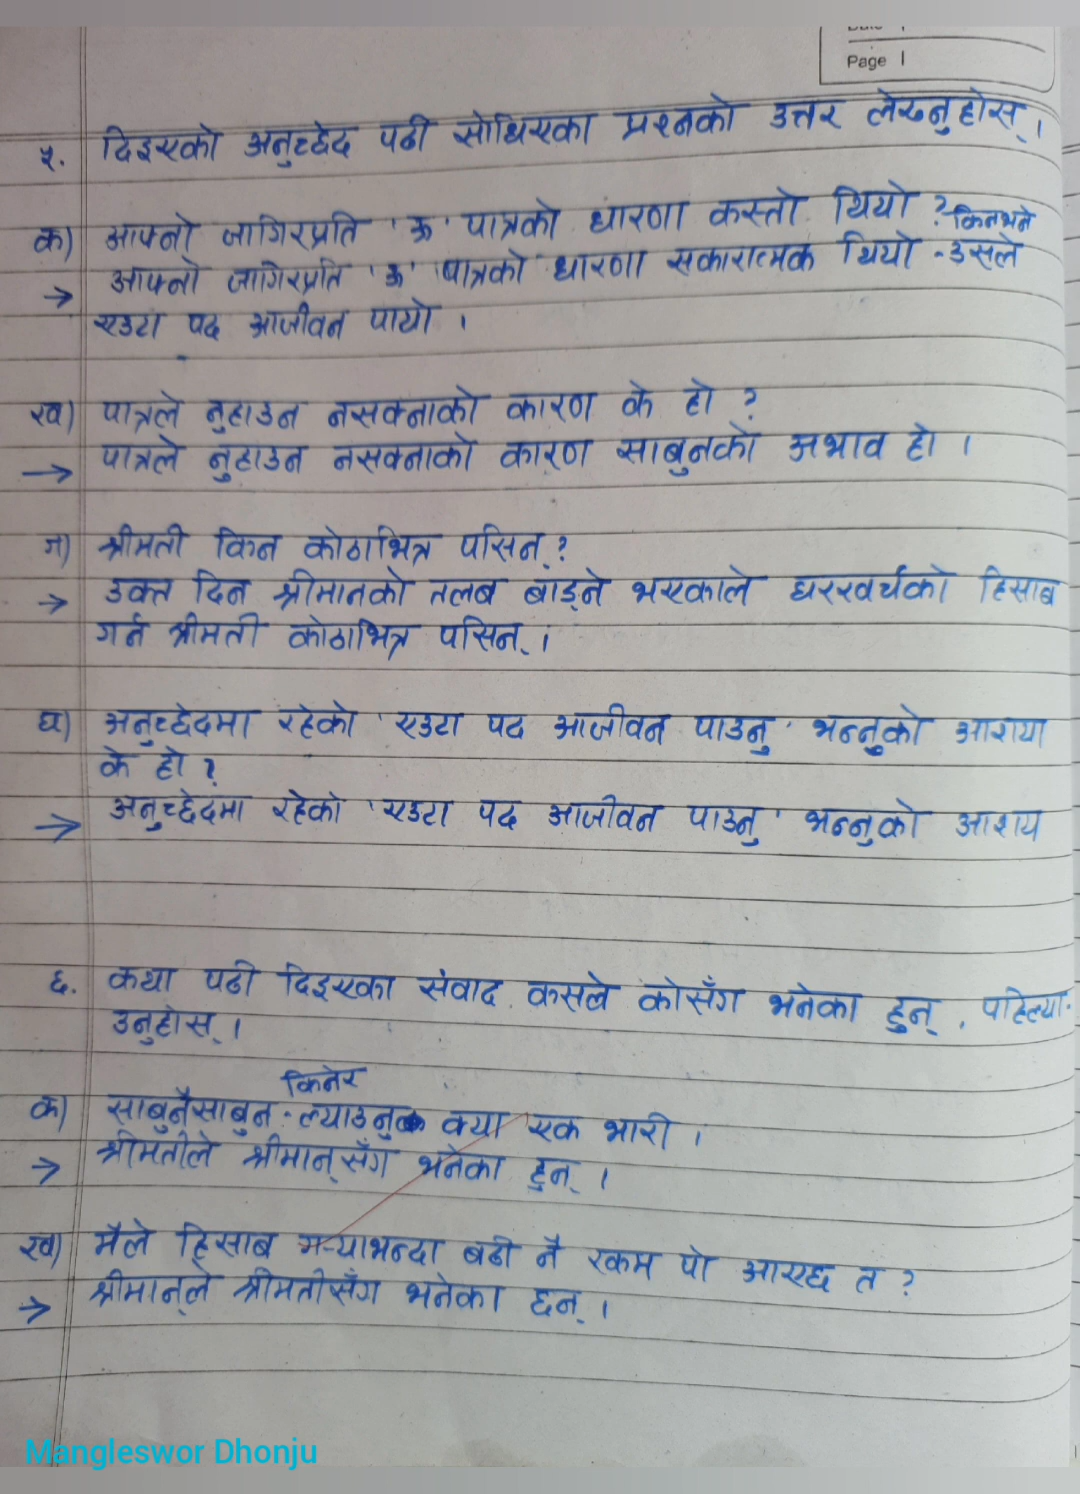 Page
५. दिइएको अनुच्छेद पढी सोधिएका प्रश्नको उत्तर लेख्नुहोस् ।
क) आफ्नो जागिरप्रति 'ऊ' पात्रको धारणा कस्तो थियो ?
किनभने
→ आफ्नो जागिरप्रति 'ऊ' पात्रको धारणा सकारात्मक थियो - उसले
एउटा पद आजीवन पायो ।
ख) पात्रले नुहाउन नसक्नाको कारण के हो ?
→ पात्रले नुहाउन नसक्नाको कारण साबुनको अभाव हो ।
ग) श्रीमती किन कोठाभित्र पसिन् ?
→ उक्त दिन श्रीमानको तलब बाड्ने भएकाले घरखर्चको हिसाब
गर्न श्रीमती कोठाभित्र पसिन् ।
घ) अनुच्छेदमा रहेको 'एउटा पद आजीवन पाउनु' भन्नुको आशय
के हो ?
→ अनुच्छेदमा रहेको 'एउटा पद आजीवन पाउनु' भन्नुको आशय
६. कथा पढी दिइएका संवाद कसले कोसँग भनेका हुन् , पहिल्या-
उनुहोस् ।
किनेर
क) साबुनैसाबुन ल्याउनु क्या एक भारी ।
→ श्रीमतीले श्रीमान्‌सँग भनेका हुन् ।
ख) मैले हिसाब गऱ्याभन्दा बढी नै रकम पो आएछ त ?
→ श्रीमान्‌ले श्रीमतीसँग भनेका हुन् ।
Mangleswor Dhonju